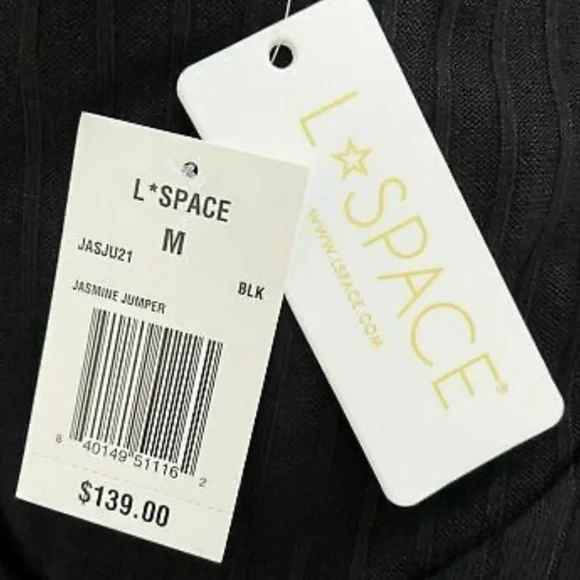 L*SPACE
M
JASJU21
BLK
JASMINE JUMPER
8 40149 51116 2
$139.00
L☆SPACE®
WWW.LSPACE.COM